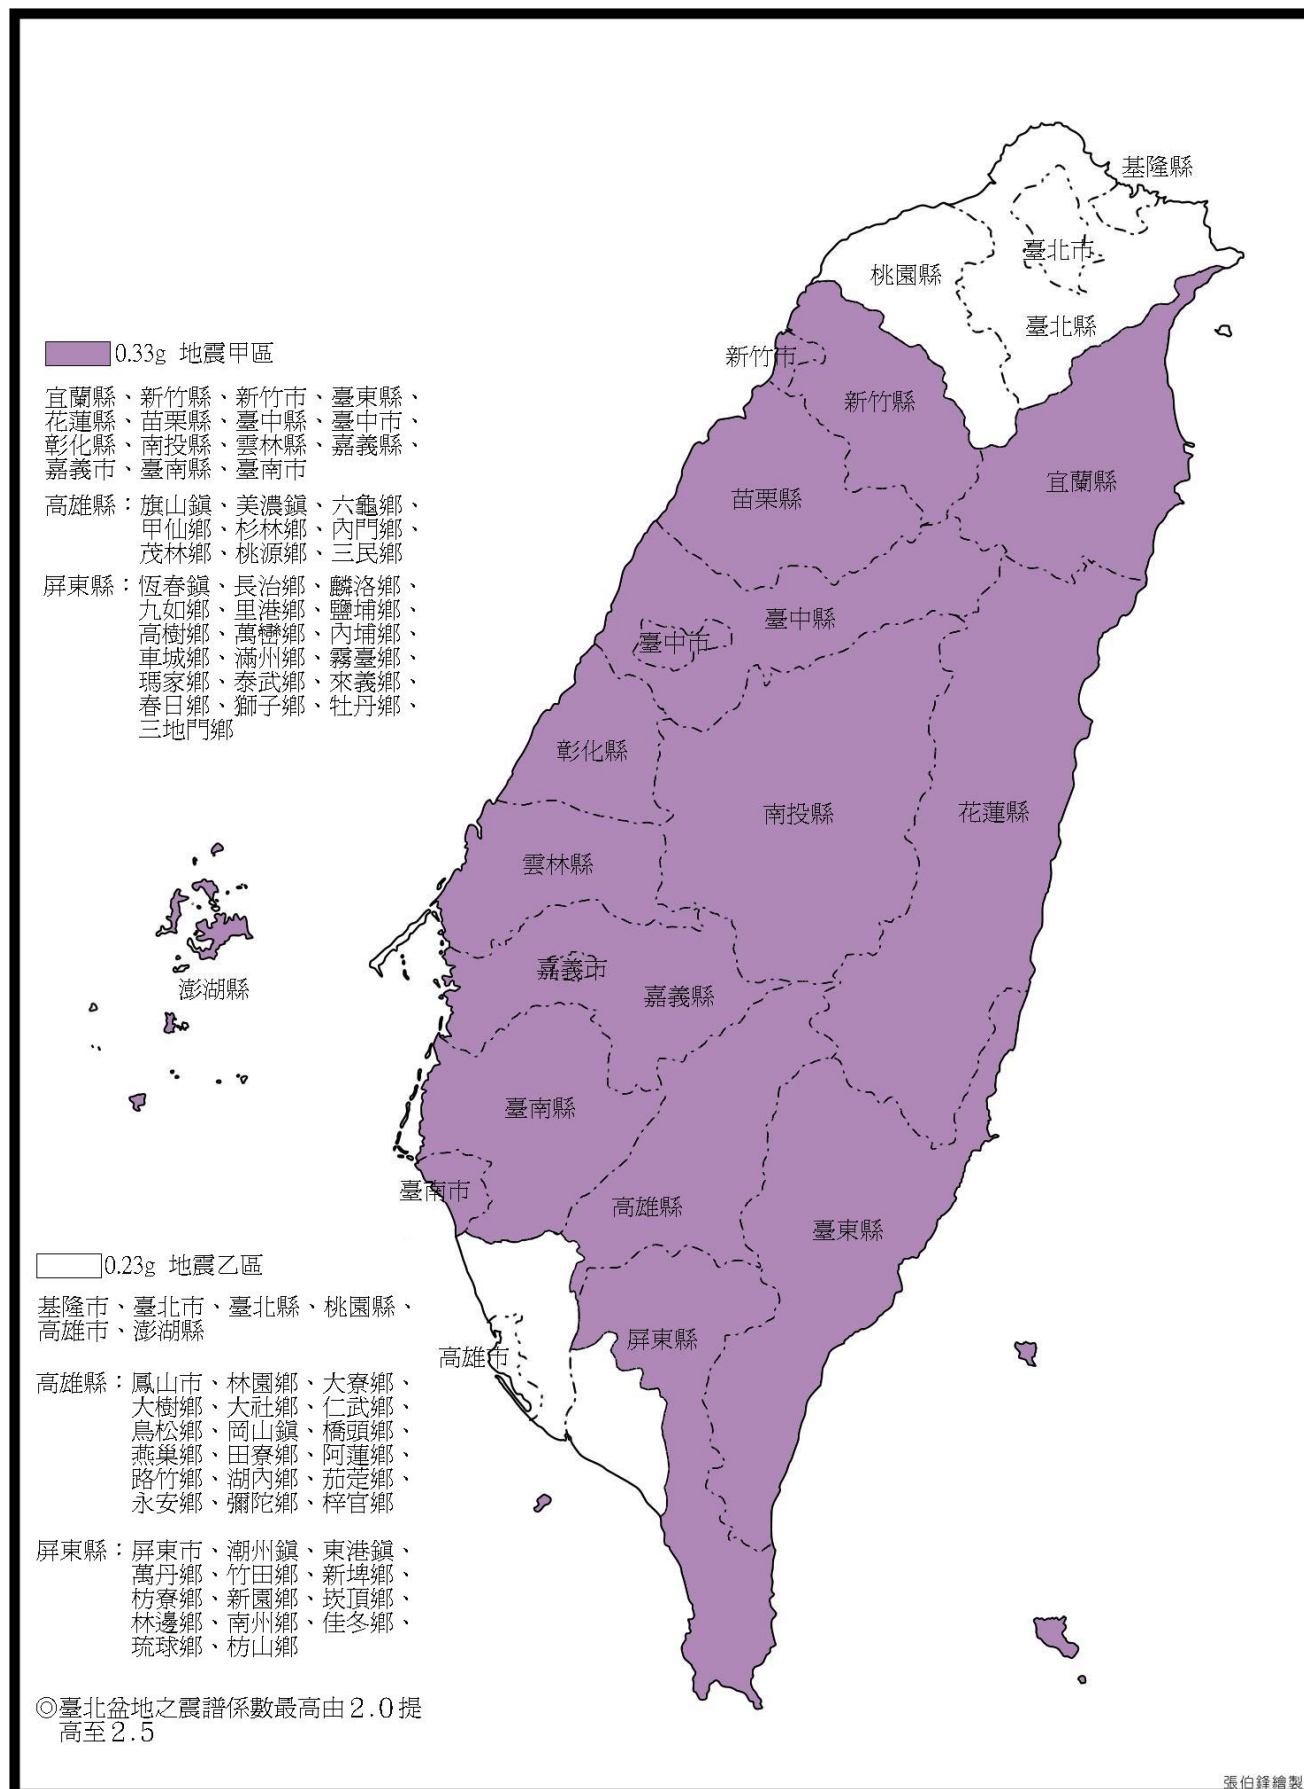 基隆縣
臺北市
桃園縣
臺北縣
0.33g 地震甲區
新竹市
宜蘭縣、新竹縣、新竹市、臺東縣、
花蓮縣、苗栗縣、臺中縣、臺中市、
彰化縣、南投縣、雲林縣、嘉義縣、
嘉義市、臺南縣、臺南市
高雄縣：旗山鎮、美濃鎮、六龜鄉、
甲仙鄉、杉林鄉、內門鄉、
茂林鄉、桃源鄉、三民鄉
屏東縣：恆春鎮、長治鄉、麟洛鄉、
九如鄉、里港鄉、鹽埔鄉、
高樹鄉、萬巒鄉、內埔鄉、
車城鄉、滿州鄉、霧臺鄉、
瑪家鄉、泰武鄉、來義鄉、
春日鄉、獅子鄉、牡丹鄉、
三地門鄉
新竹縣
宜蘭縣
苗栗縣
臺中縣
臺中市
彰化縣
南投縣
花蓮縣
雲林縣
嘉義市
澎湖縣
嘉義縣
臺南縣
臺南市
高雄縣
臺東縣
0.23g 地震乙區
基隆市、臺北市、臺北縣、桃園縣、
高雄市、澎湖縣
屏東縣
高雄市
高雄縣：鳳山市、林園鄉、大寮鄉、
大樹鄉、大社鄉、仁武鄉、
鳥松鄉、岡山鎮、橋頭鄉、
燕巢鄉、田寮鄉、阿蓮鄉、
路竹鄉、湖內鄉、茄萣鄉、
永安鄉、彌陀鄉、梓官鄉
屏東縣：屏東市、潮州鎮、東港鎮、
萬丹鄉、竹田鄉、新埤鄉、
枋寮鄉、新園鄉、崁頂鄉、
林邊鄉、南州鄉、佳冬鄉、
琉球鄉、枋山鄉
◎臺北盆地之震譜係數最高由2.0提
高至2.5
張伯鋒繪製